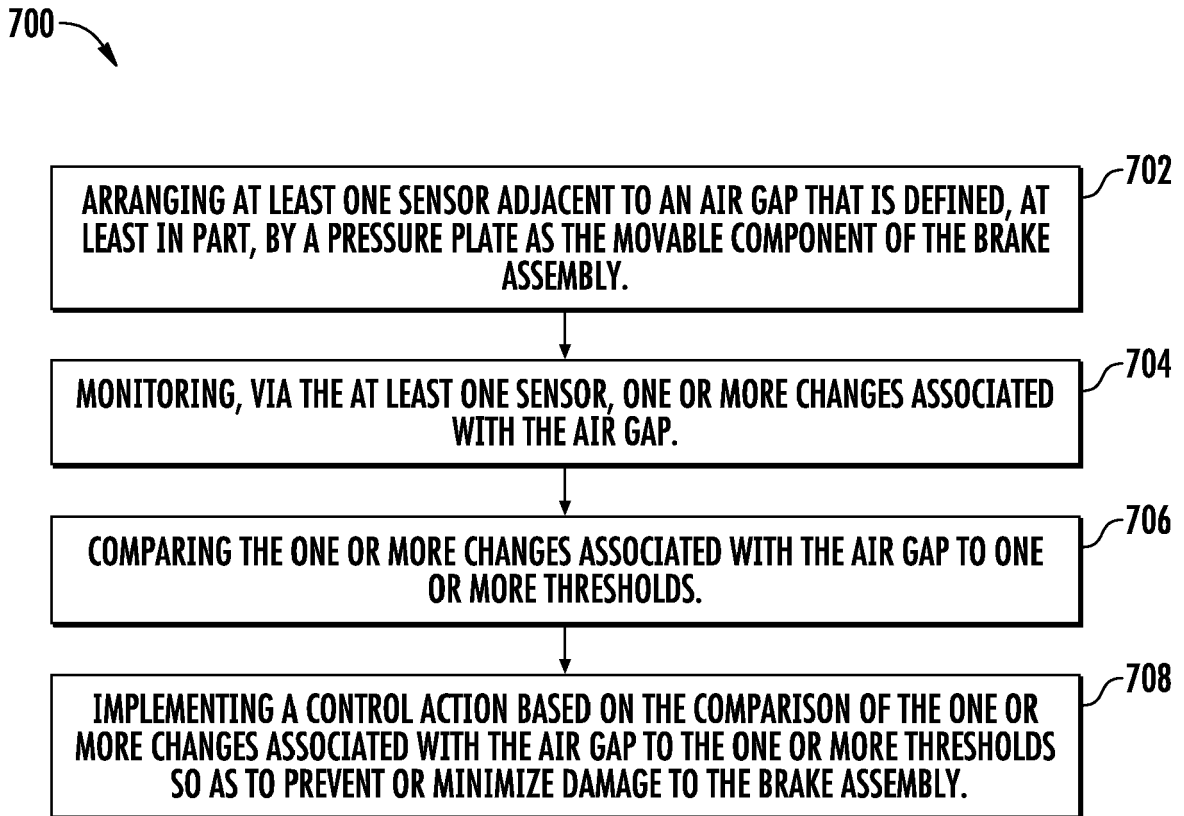 700
702
ARRANGING AT LEAST ONE SENSOR ADJACENT TO AN AIR GAP THAT IS DEFINED, AT
LEAST IN PART, BY A PRESSURE PLATE AS THE MOVABLE COMPONENT OF THE BRAKE
ASSEMBLY.
704
MONITORING, VIA THE AT LEAST ONE SENSOR, ONE OR MORE CHANGES ASSOCIATED
WITH THE AIR GAP.
706
COMPARING THE ONE OR MORE CHANGES ASSOCIATED WITH THE AIR GAP TO ONE
OR MORE THRESHOLDS.
708
IMPLEMENTING A CONTROL ACTION BASED ON THE COMPARISON OF THE ONE OR
MORE CHANGES ASSOCIATED WITH THE AIR GAP TO THE ONE OR MORE THRESHOLDS
SO AS TO PREVENT OR MINIMIZE DAMAGE TO THE BRAKE ASSEMBLY.